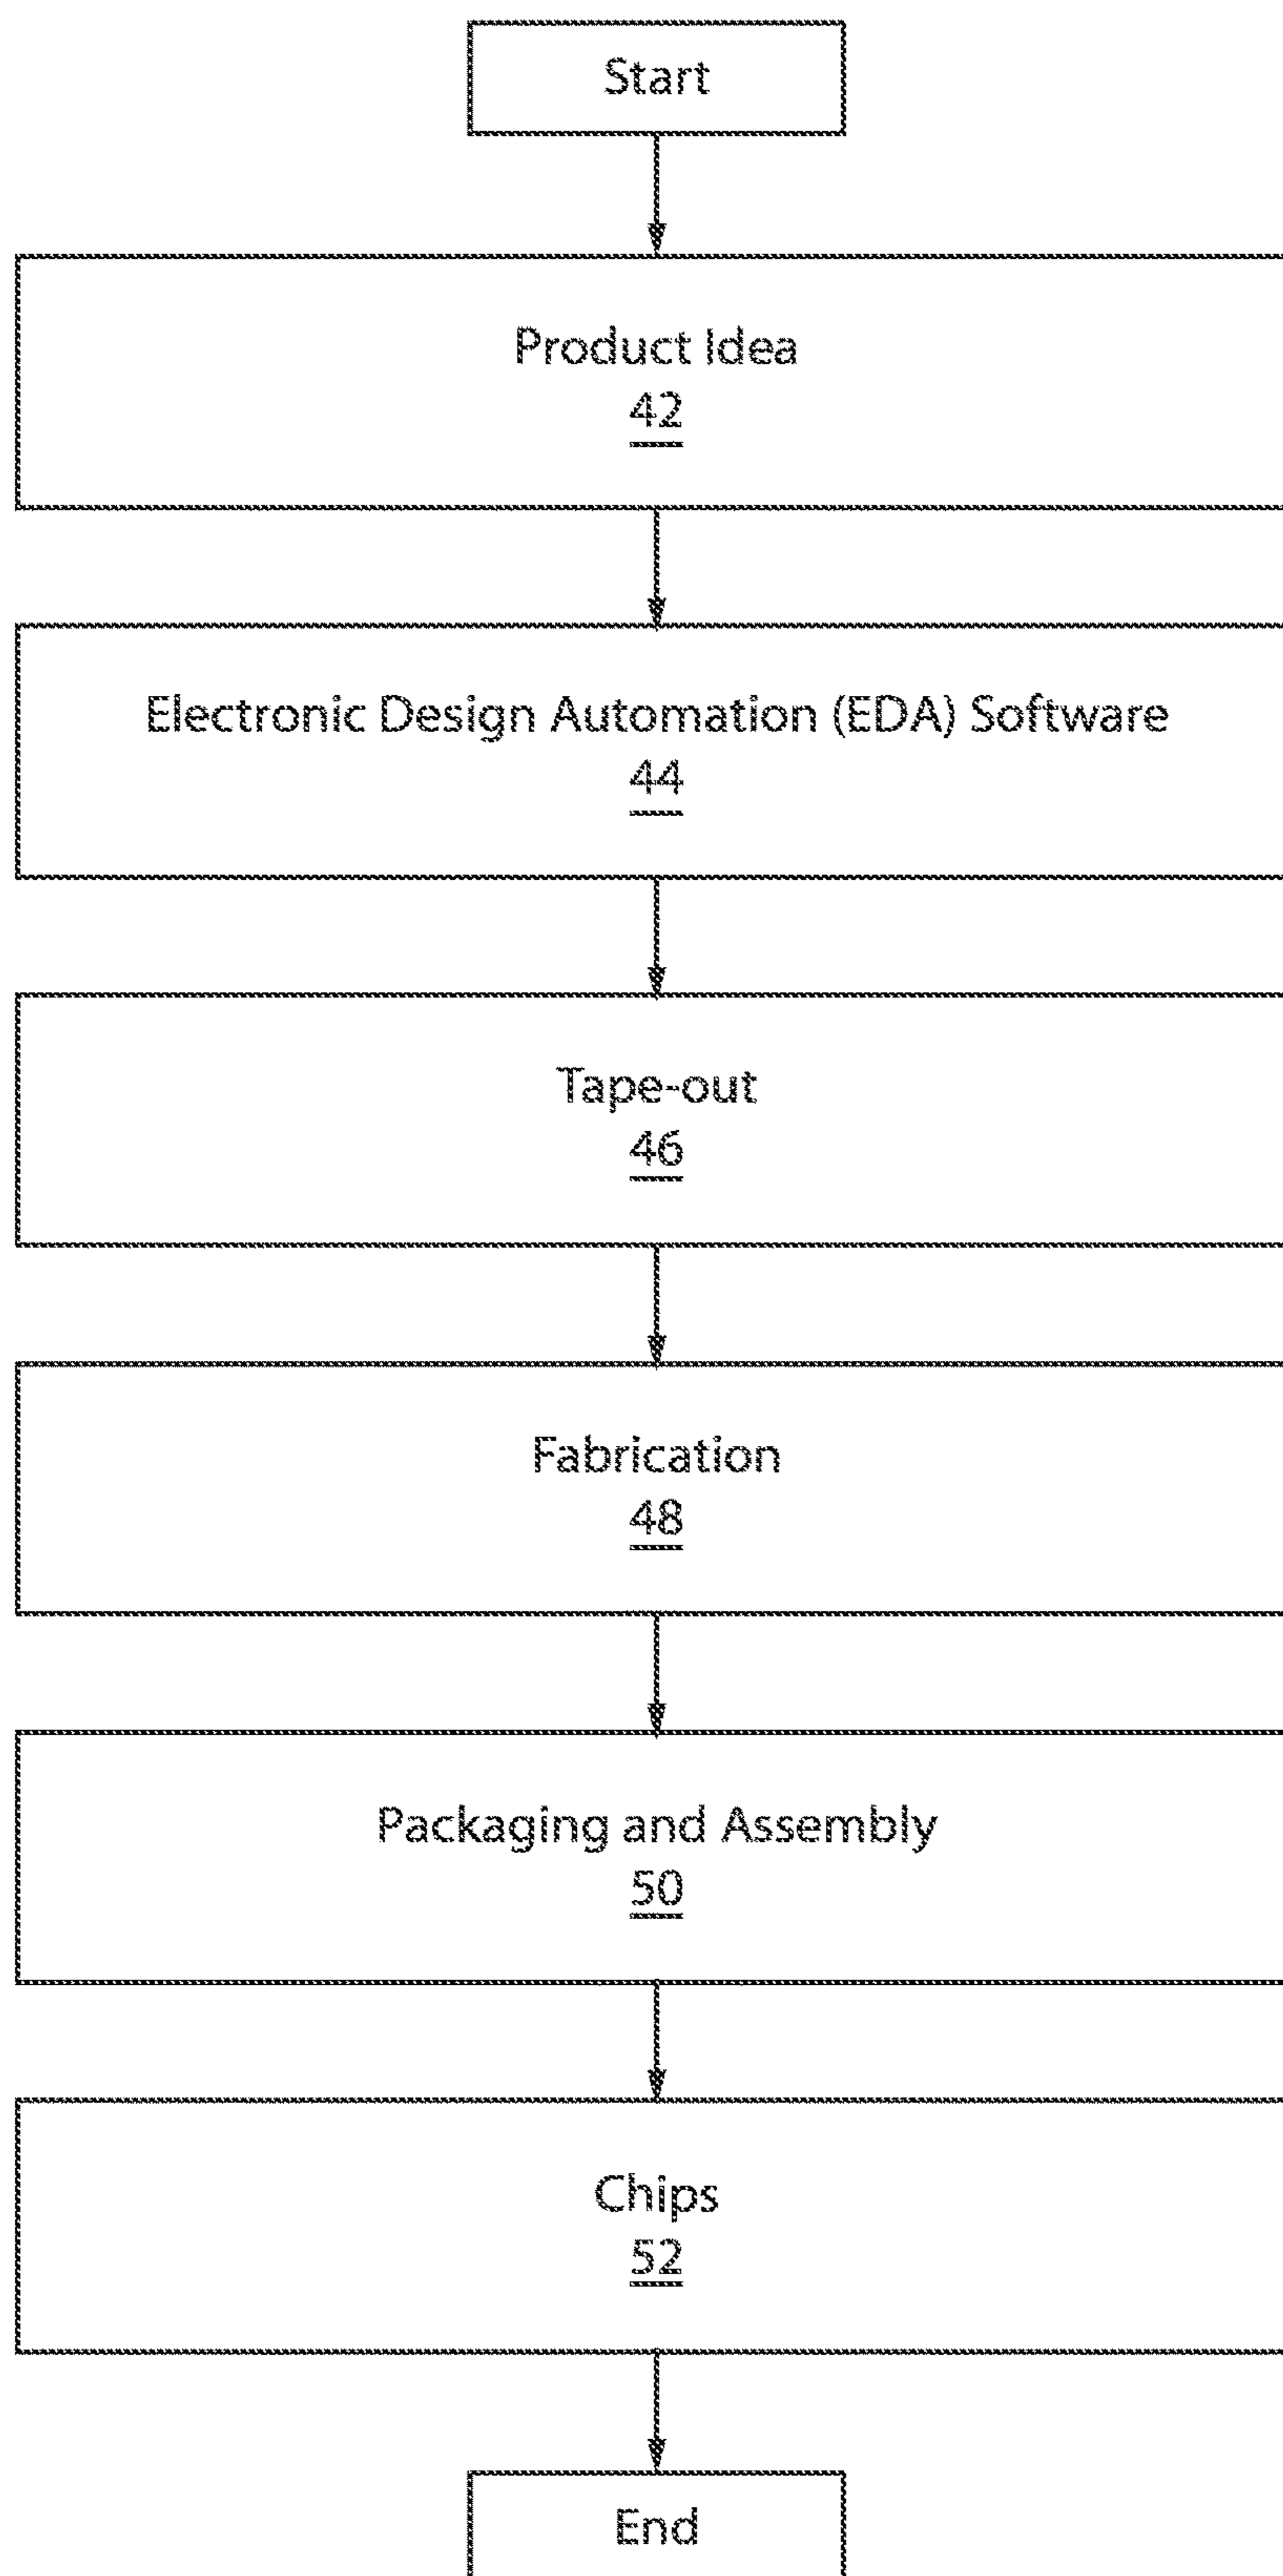 Start
Product Idea
42
Electronic Design Automation (EDA) Software
44
Tape-out
46
Fabrication
48
Packaging and Assembly
50
Chips
52
End